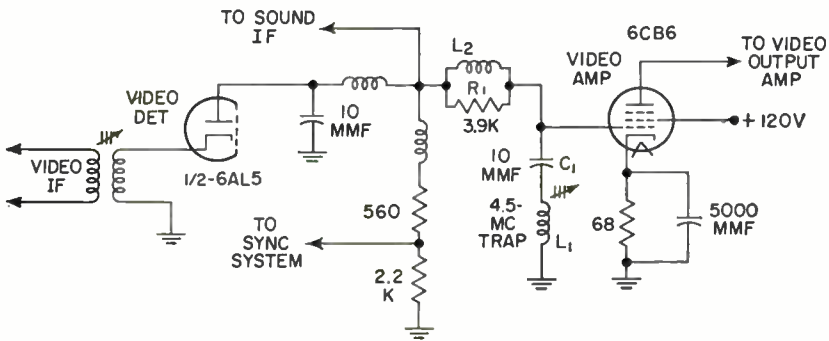 TO SOUND
IF
6CB6
L2
VIDEO
AMP
TO VIDEO
OUTPUT
AMP
VIDEO
DET
R1
3.9K
+120V
10
MMF
VIDEO
IF
1/2-6AL5
10
MMF
C1
4.5-
MC
TRAP
L1
560
68
5000
MMF
TO
SYNC
SYSTEM
2.2
K